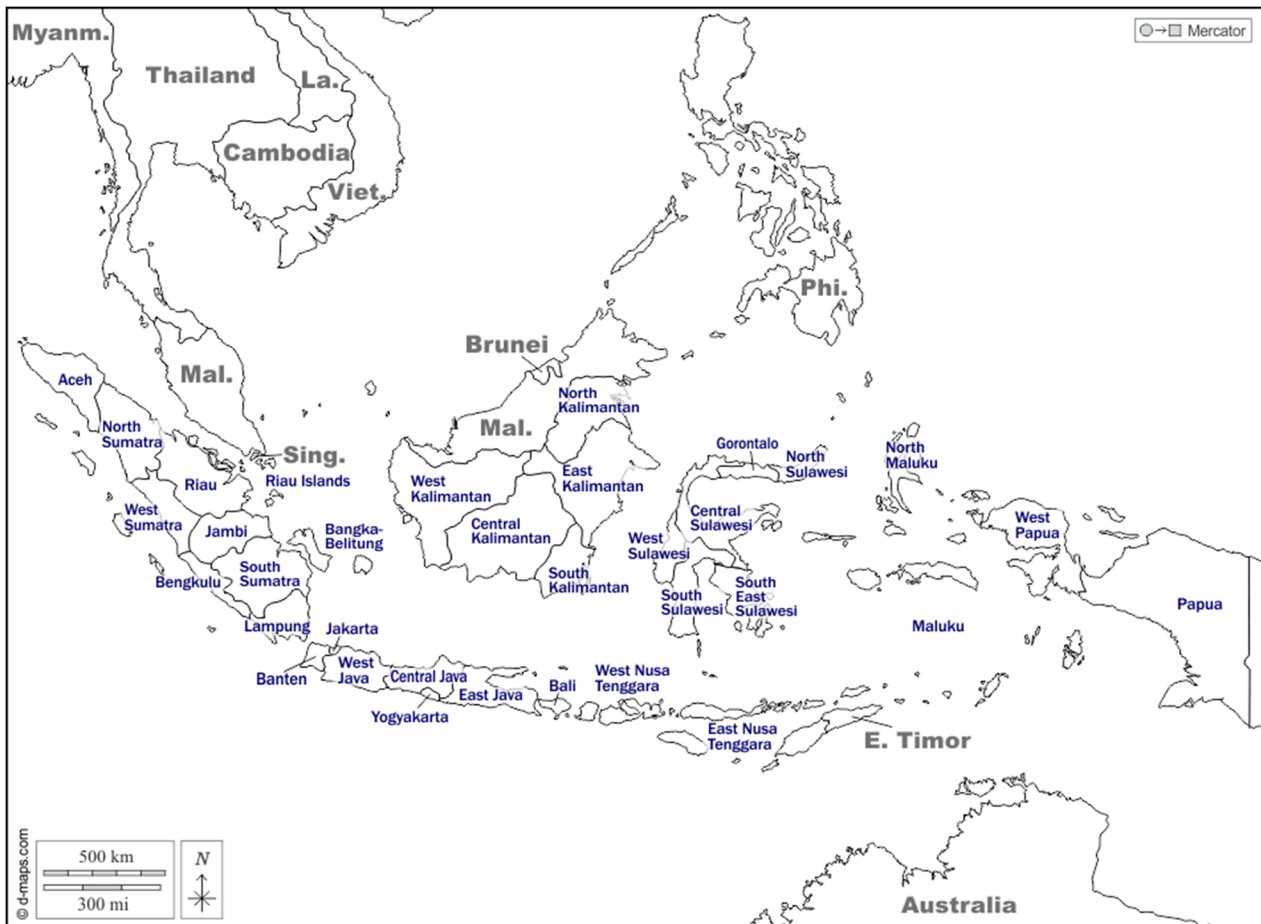 Myanm.
Mercator
Thailand
La.
Cambodia
Viet.
Phi.
Brunei
Mal.
Aceh
North
Kalimantan
North
Sumatra
Mal.
Sing.
Gorontalo
North
Sulawesi
North
Maluku
Riau
Riau Islands
West
Kalimantan
East
Kalimantan
West
Sumatra
Jambi
Bangka-
Belitung
Central
Kalimantan
Central
Sulawesi
West
Papua
West
Sulawesi
Bengkulu
South
Sumatra
South
Kalimantan
South
Sulawesi
South
East
Sulawesi
Papua
Lampung
Jakarta
Maluku
Banten
West
Java
Central Java
East Java
Bali
West Nusa
Tenggara
Yogyakarta
East Nusa
Tenggara
E. Timor
500 km
300 mi
N
© d-maps.com
Australia